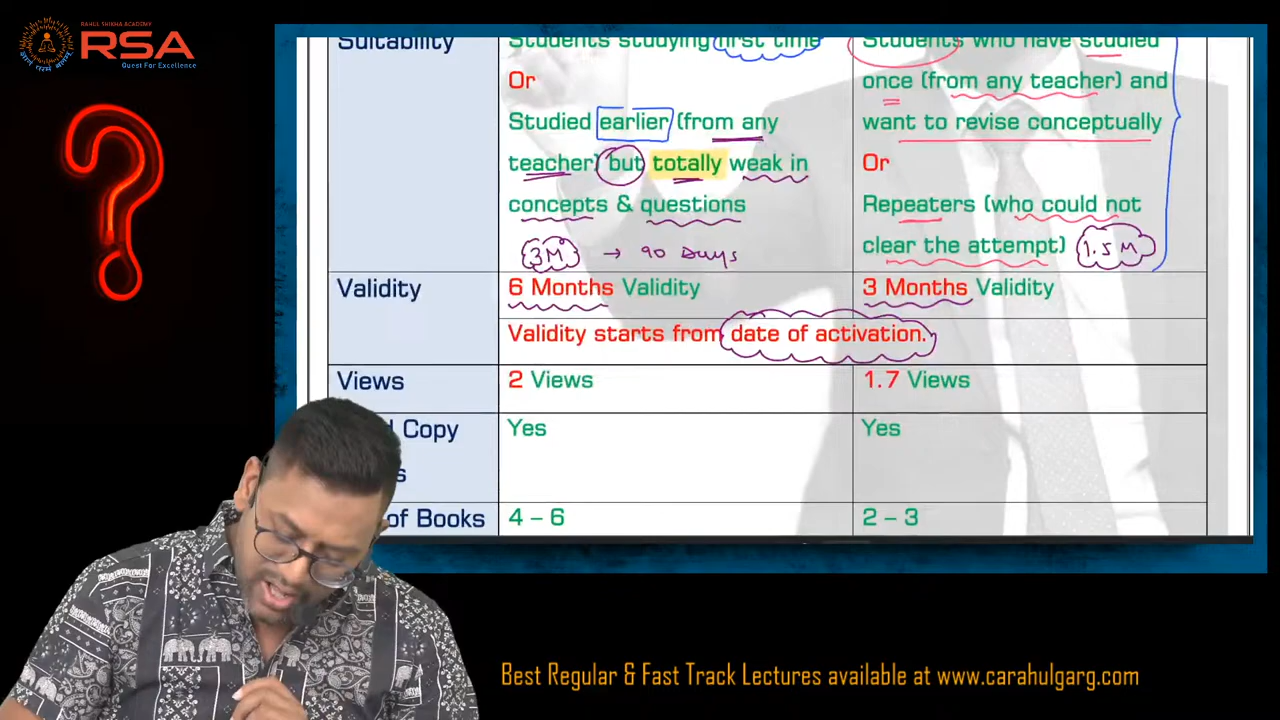 RAHUL SHIKHA ACADEMY
RSA
Quest For Excellence
Suitability
Students studying first time
Or
Studied earlier (from any
teacher) but totally weak in
concepts & questions
3M → 90 Days
Students who have studied
once (from any teacher) and
want to revise conceptually
Or
Repeaters (who could not
clear the attempt) 1.5 M
Validity
6 Months Validity
3 Months Validity
Validity starts from date of activation.
Views
2 Views
1.7 Views
Copy
Yes
Yes
of Books
4 – 6
2 – 3
Best Regular & Fast Track Lectures available at www.carahulgarg.com